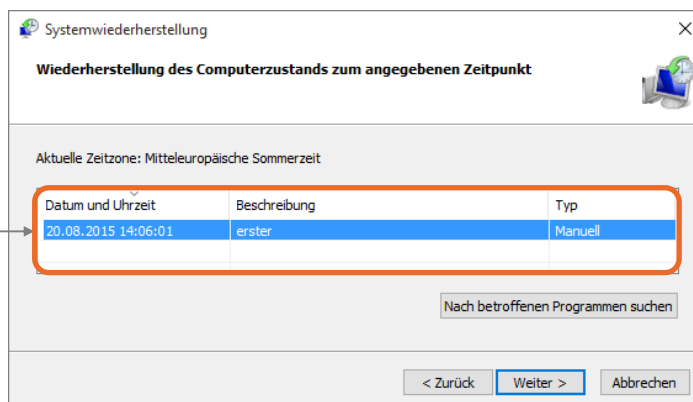 Systemwiederherstellung
Wiederherstellung des Computerzustands zum angegebenen Zeitpunkt
Aktuelle Zeitzone: Mitteleuropäische Sommerzeit
Datum und Uhrzeit Beschreibung Typ
20.08.2015 14:06:01 erster Manuell
Nach betroffenen Programmen suchen
< Zurück Weiter > Abbrechen